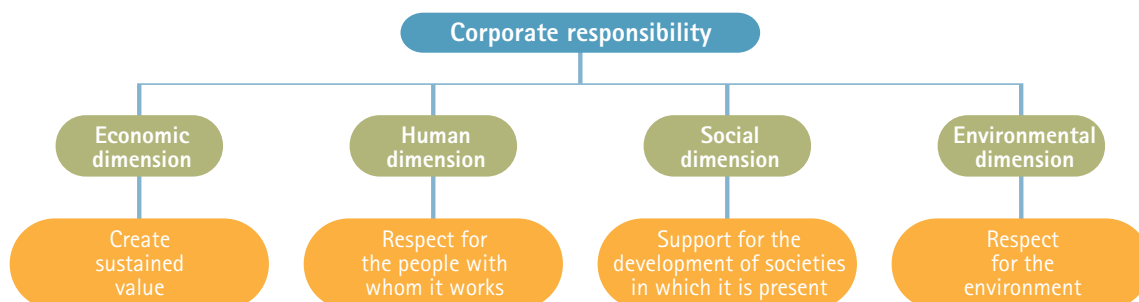 Corporate responsibility
Economic
dimension
Human
dimension
Social
dimension
Environmental
dimension
Create
sustained
value
Respect for
the people with
whom it works
Support for the
development of societies
in which it is present
Respect
for the
environment